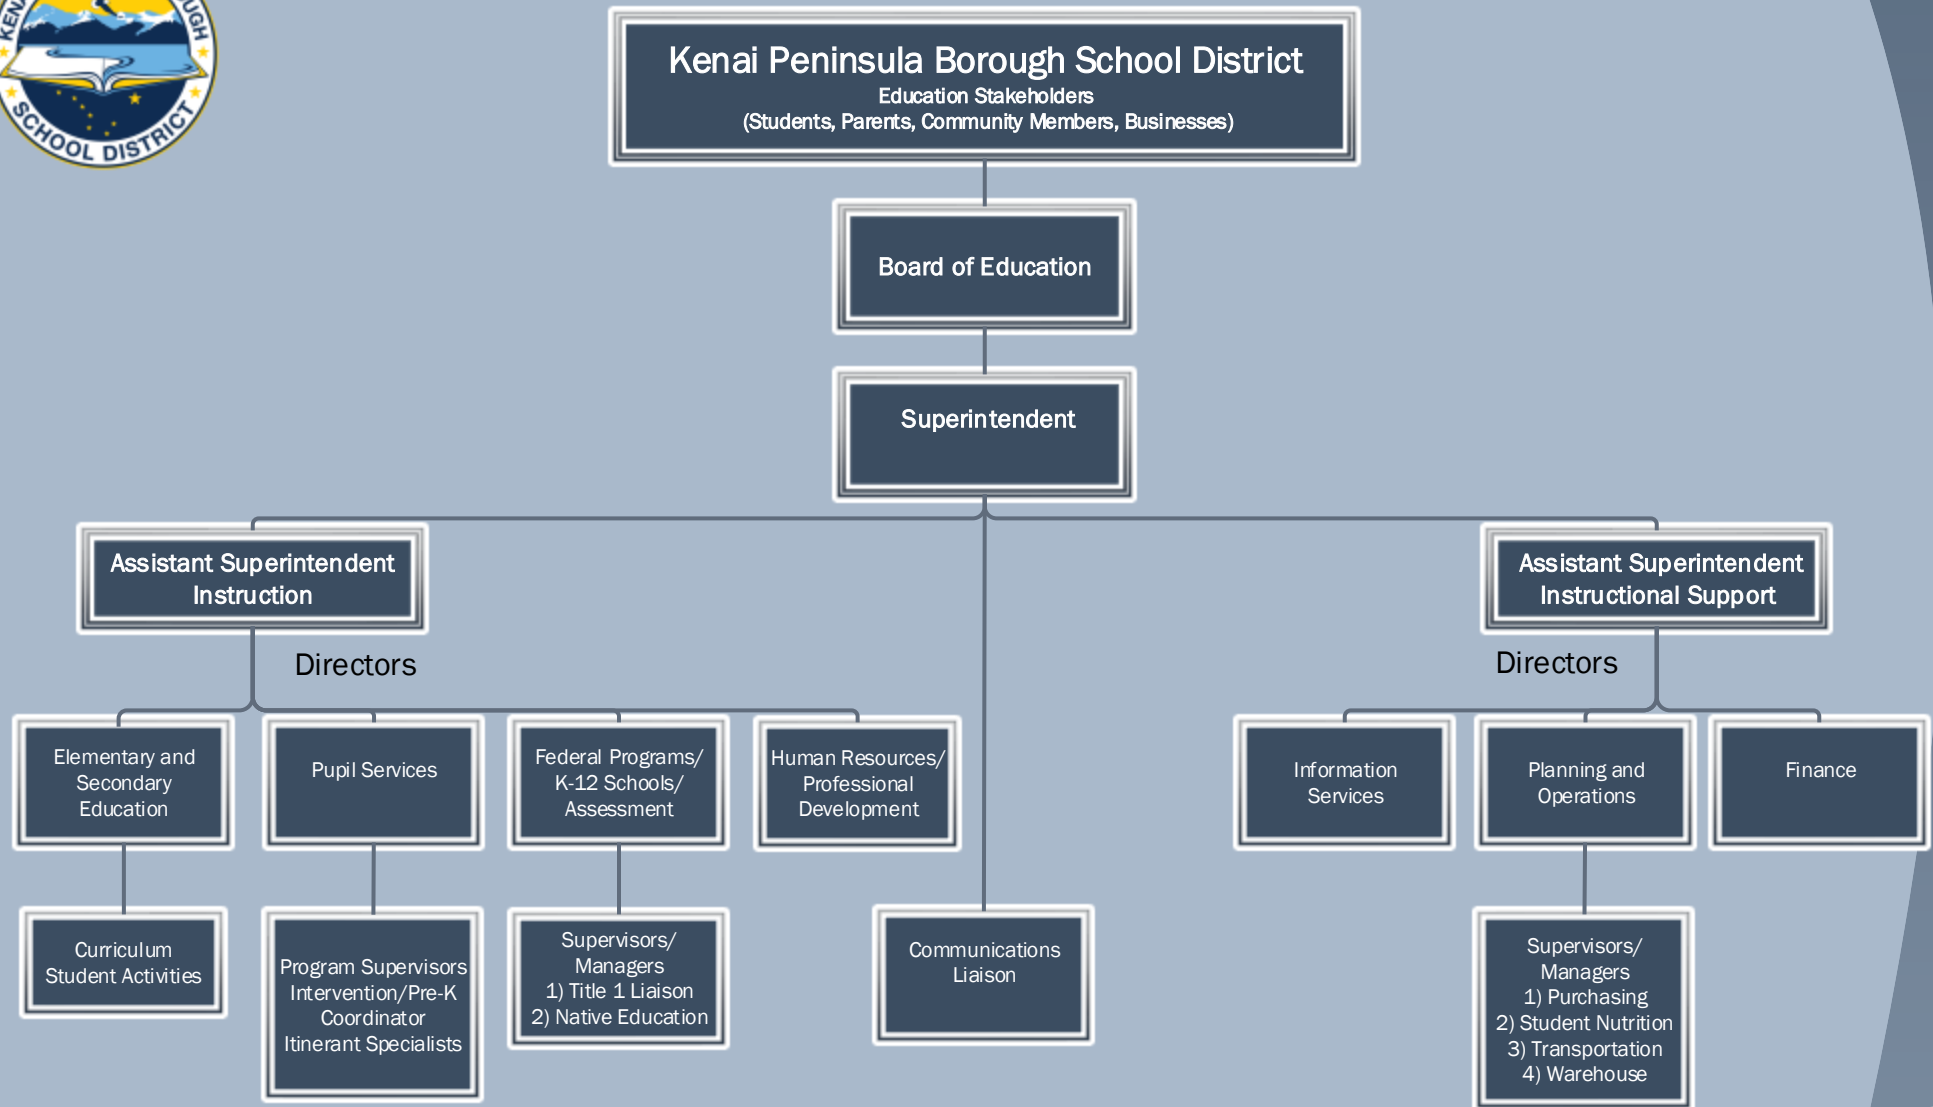 KENA
OUGH
SCHOOL DISTRICT
Kenai Peninsula Borough School District
Education Stakeholders
(Students, Parents, Community Members, Businesses)
Board of Education
Superintendent
Assistant Superintendent
Instruction
Assistant Superintendent
Instructional Support
Directors
Directors
Elementary and
Secondary
Education
Pupil Services
Federal Programs/
K-12 Schools/
Assessment
Human Resources/
Professional
Development
Information
Services
Planning and
Operations
Finance
Curriculum
Student Activities
Program Supervisors
Intervention/Pre-K
Coordinator
Itinerant Specialists
Supervisors/
Managers
1) Title 1 Liaison
2) Native Education
Communications
Liaison
Supervisors/
Managers
1) Purchasing
2) Student Nutrition
3) Transportation
4) Warehouse